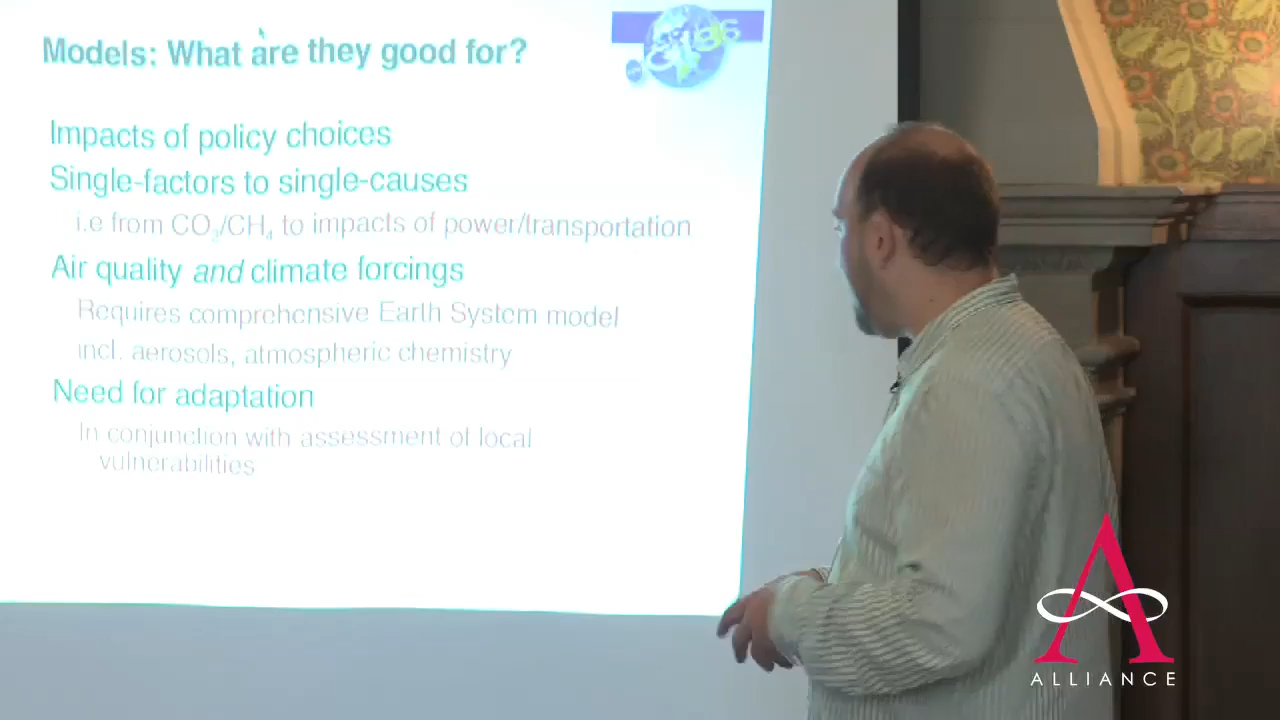 Models: What are they good for?
Impacts of policy choices
Single-factors to single-causes
i.e from CO₂/CH₄ to impacts of power/transportation
Air quality and climate forcings
Requires comprehensive Earth System model
incl. aerosols, atmospheric chemistry
Need for adaptation
In conjunction with assessment of local
vulnerabilities
A
ALLIANCE